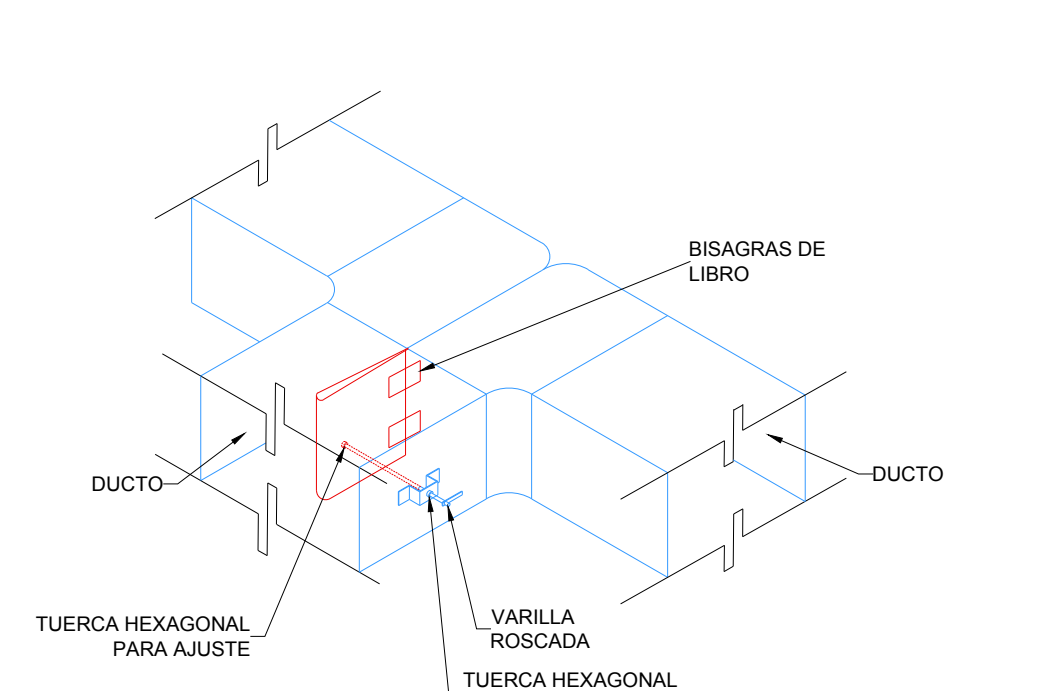 BISAGRAS DE
LIBRO
DUCTO
DUCTO
TUERCA HEXAGONAL
PARA AJUSTE
VARILLA
ROSCADA
TUERCA HEXAGONAL